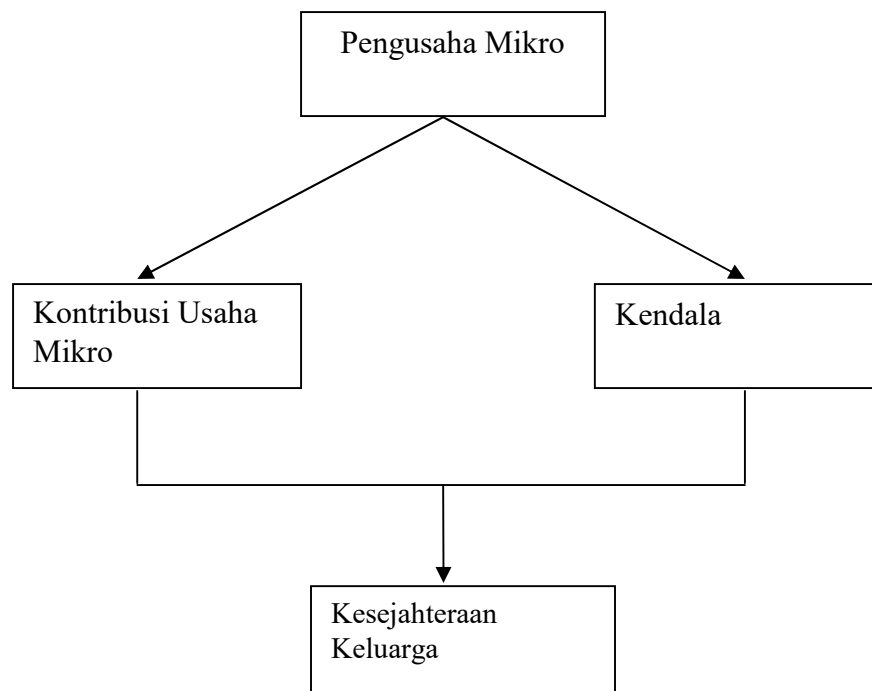 Pengusaha Mikro
Kontribusi Usaha
Mikro
Kendala
Kesejahteraan
Keluarga